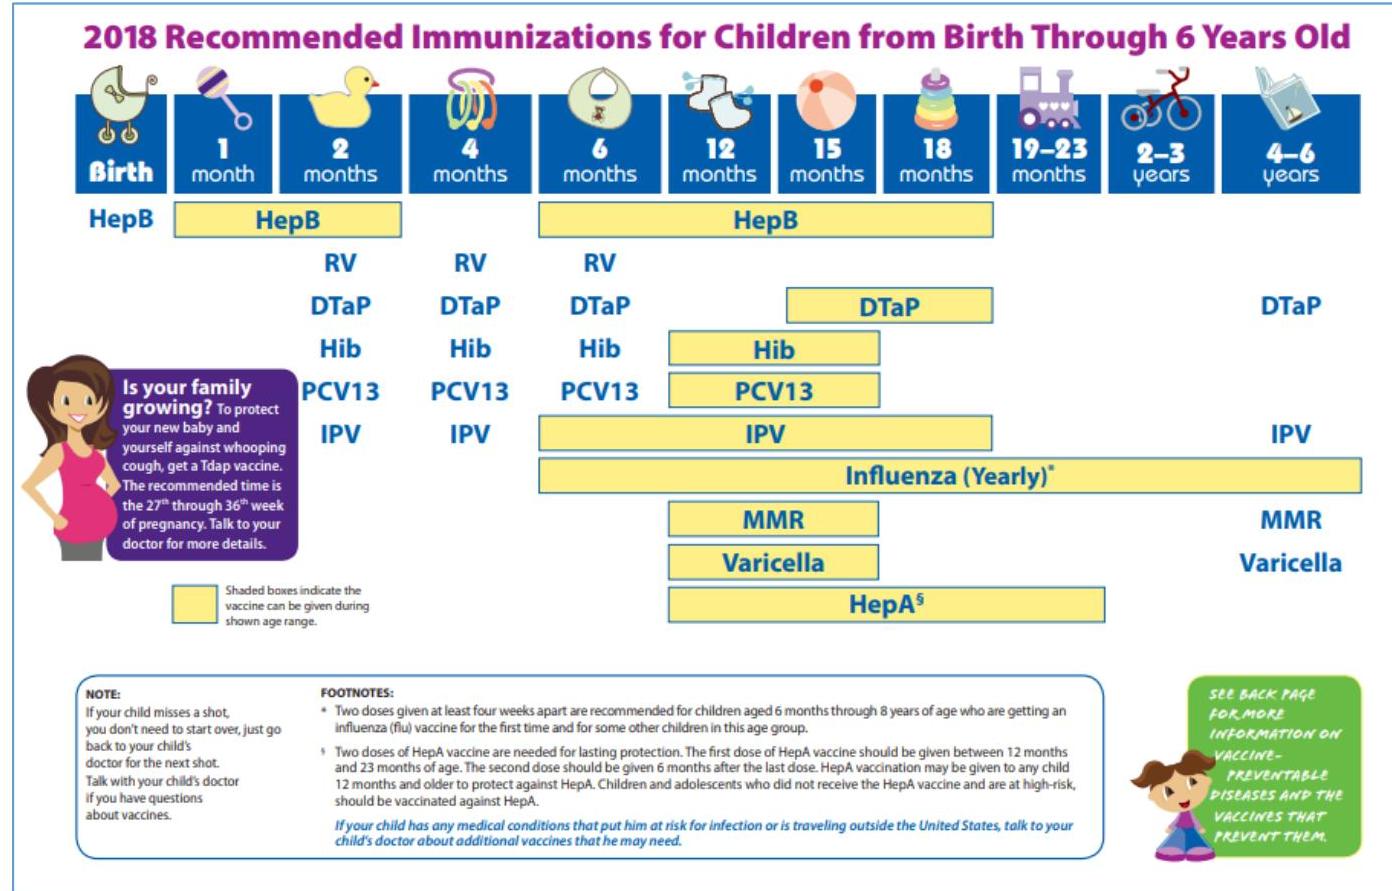 2018 Recommended Immunizations for Children from Birth Through 6 Years Old
Birth
1
month
2
months
4
months
6
months
12
months
15
months
18
months
19–23
months
2–3
years
4–6
years
HepB HepB HepB
RV RV RV
DTaP DTaP DTaP DTaP DTaP
Hib Hib Hib Hib
PCV13 PCV13 PCV13 PCV13
IPV IPV IPV IPV
Influenza (Yearly)*
MMR MMR
Varicella Varicella
HepA§
Is your family
growing? To protect
your new baby and
yourself against whooping
cough, get a Tdap vaccine.
The recommended time is
the 27th through 36th week
of pregnancy. Talk to your
doctor for more details.
Shaded boxes indicate the
vaccine can be given during
shown age range.
NOTE:
If your child misses a shot,
you don't need to start over, just go
back to your child's
doctor for the next shot.
Talk with your child's doctor
if you have questions
about vaccines.
FOOTNOTES:
* Two doses given at least four weeks apart are recommended for children aged 6 months through 8 years of age who are getting an
influenza (flu) vaccine for the first time and for some other children in this age group.
§ Two doses of HepA vaccine are needed for lasting protection. The first dose of HepA vaccine should be given between 12 months
and 23 months of age. The second dose should be given 6 months after the last dose. HepA vaccination may be given to any child
12 months and older to protect against HepA. Children and adolescents who did not receive the HepA vaccine and are at high-risk,
should be vaccinated against HepA.
If your child has any medical conditions that put him at risk for infection or is traveling outside the United States, talk to your
child's doctor about additional vaccines that he may need.
SEE BACK PAGE
FOR MORE
INFORMATION ON
VACCINE-
PREVENTABLE
DISEASES AND THE
VACCINES THAT
PREVENT THEM.